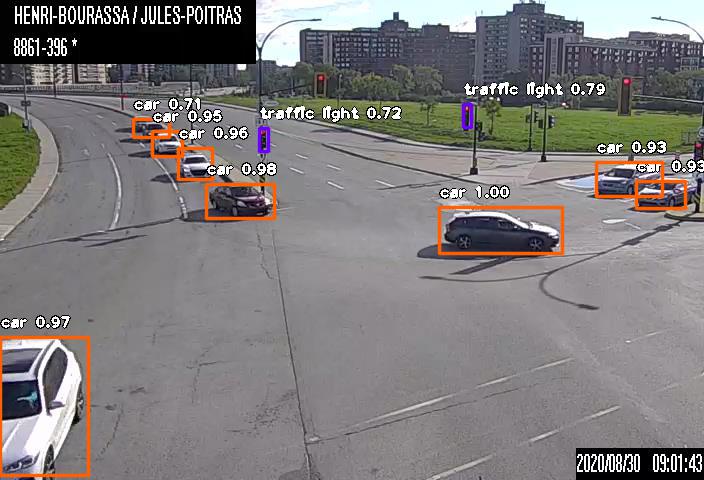 HENRI-BOURASSA / JULES-POITRAS
8861-396 *
traffic light 0.79
car 0.71
car 0.95
traffic light 0.72
car 0.96
car 0.93
car 0.98
car 0.93
car 1.00
car 0.97
2020/08/30 09:01:43